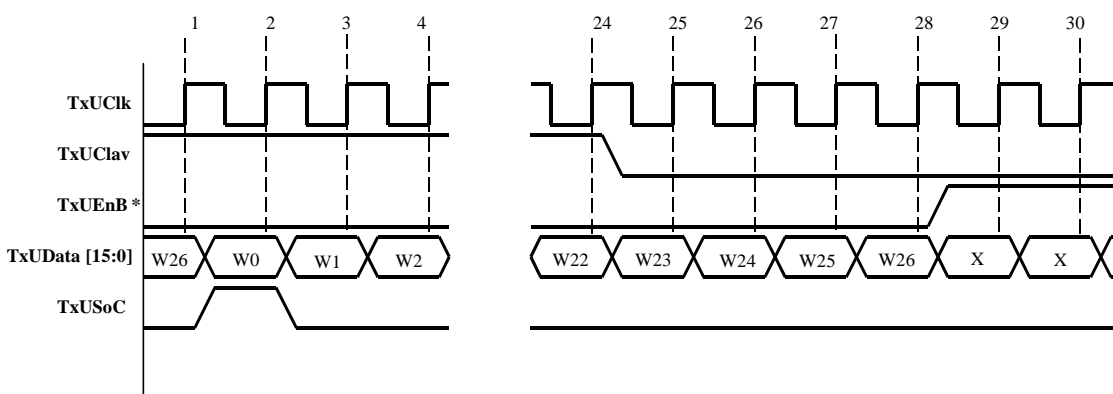 1 2 3 4 24 25 26 27 28 29 30
TxUClk
TxUClav
TxUEnB *
TxUData [15:0] W26 W0 W1 W2 W22 W23 W24 W25 W26 X X
TxUSoC